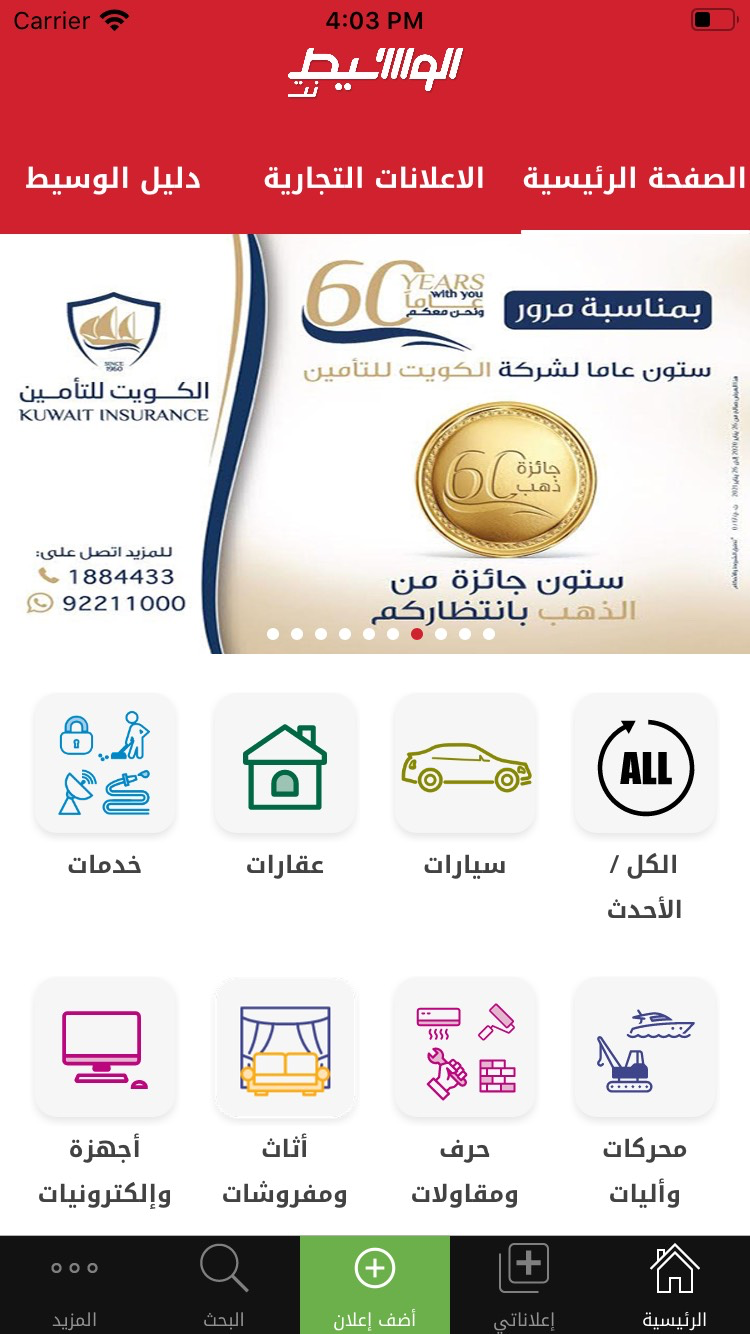 Carrier 4:03 PM
الوسيط
نت
الصفحة الرئيسية الاعلانات التجارية دليل الوسيط
60 YEARS
with you
عاماً
ونحن معكم
بمناسبة مرور
ستون عاما لشركة الكويت للتأمين
SINCE
1960
الكويت للتأمين
KUWAIT INSURANCE
60 جائزة
ذهب
للمزيد اتصل على:
1884433
92211000
ستون جائزة من
الذهب بانتظاركم
ALL
الكل /
الأحدث
سيارات
عقارات
خدمات
محركات
وأليات
حرف
ومقاولات
أثاث
ومفروشات
أجهزة
وإلكترونيات
الرئيسية إعلاناتي أضف إعلان البحث المزيد